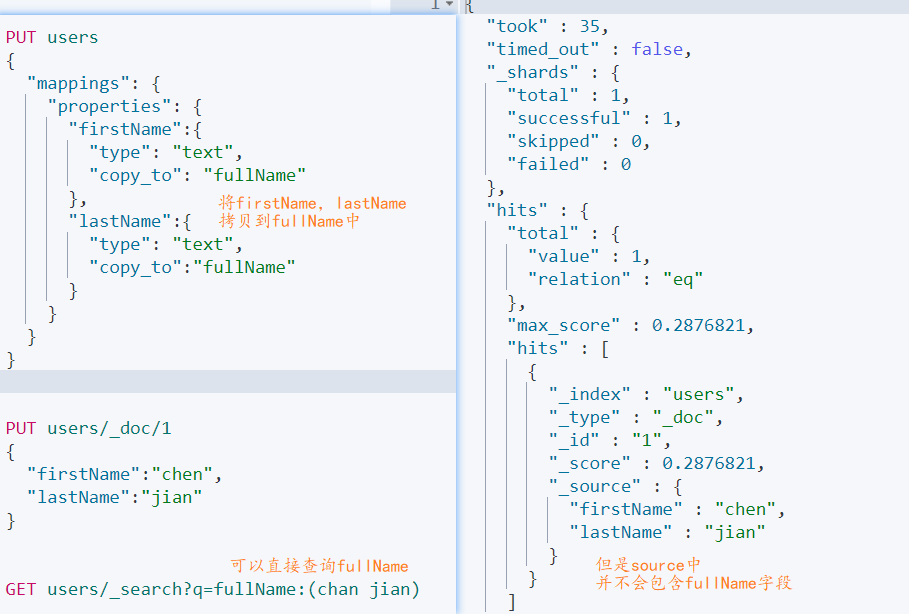 1
PUT users
{
"mappings": {
"properties": {
"firstName":{
"type": "text",
"copy_to": "fullName"
},
将firstName, lastName
拷贝到fullName中
"lastName":{
"type": "text",
"copy_to":"fullName"
}
}
}
}
PUT users/_doc/1
{
"firstName":"chen",
"lastName":"jian"
}
可以直接查询fullName
GET users/_search?q=fullName:(chan jian)
{
"took" : 35,
"timed_out" : false,
"_shards" : {
"total" : 1,
"successful" : 1,
"skipped" : 0,
"failed" : 0
},
"hits" : {
"total" : {
"value" : 1,
"relation" : "eq"
},
"max_score" : 0.2876821,
"hits" : [
{
"_index" : "users",
"_type" : "_doc",
"_id" : "1",
"_score" : 0.2876821,
"_source" : {
"firstName" : "chen",
"lastName" : "jian"
}
但是source中
并不会包含fullName字段
}
]